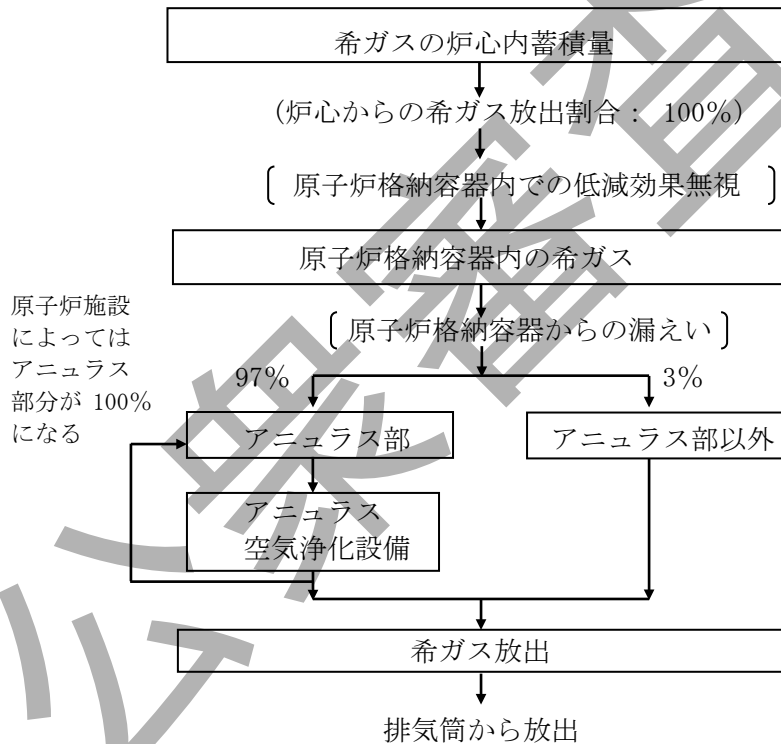 希ガスの炉心内蓄積量
(炉心からの希ガス放出割合： 100%)
〔 原子炉格納容器内での低減効果無視 〕
原子炉格納容器内の希ガス
〔 原子炉格納容器からの漏えい 〕
原子炉施設
によっては
アニュラス
部分が 100%
になる
97%
3%
アニュラス部
アニュラス部以外
アニュラス
空気浄化設備
希ガス放出
排気筒から放出
公衆審査